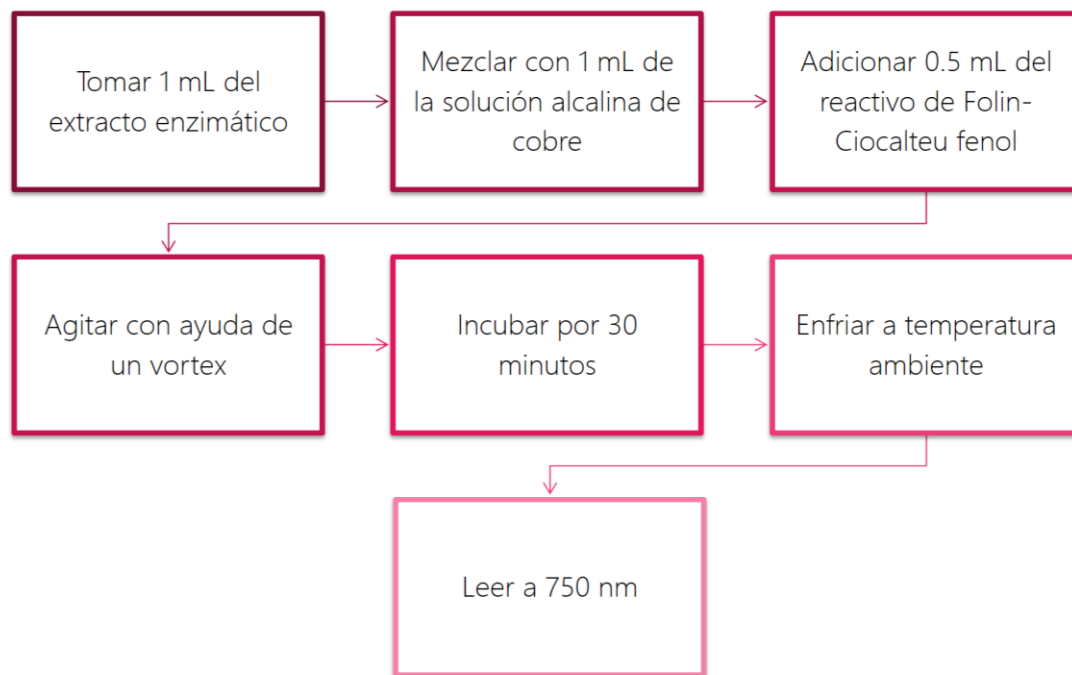 Tomar 1 mL del
extracto enzimático
Mezclar con 1 mL de
la solución alcalina de
cobre
Adicionar 0.5 mL del
reactivo de Folin-
Ciocalteu fenol
Agitar con ayuda de
un vortex
Incubar por 30
minutos
Enfriar a temperatura
ambiente
Leer a 750 nm